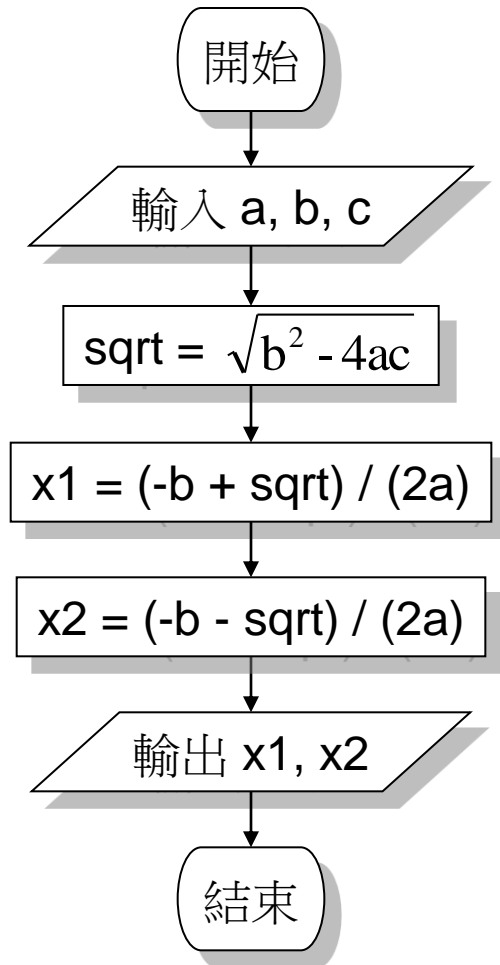 開始
輸入 a, b, c
sqrt = √b² - 4ac
x1 = (-b + sqrt) / (2a)
x2 = (-b - sqrt) / (2a)
輸出 x1, x2
結束